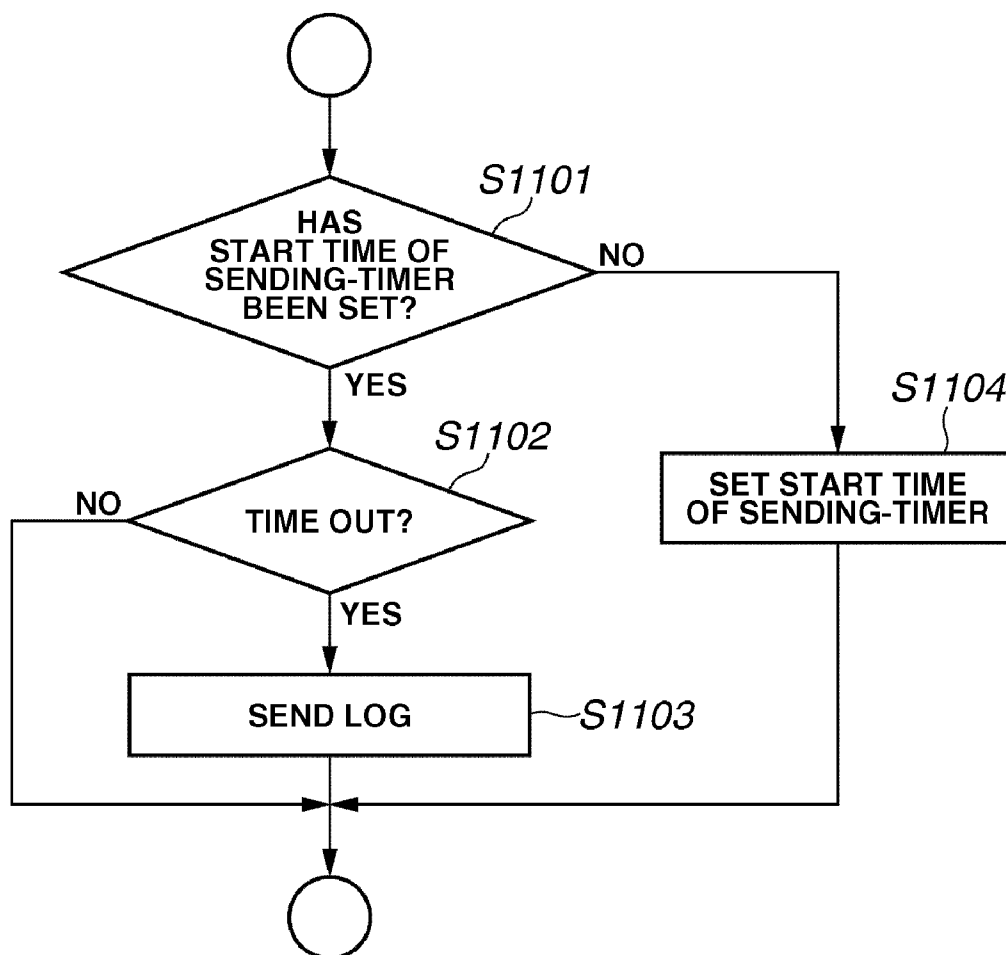 S1101
HAS
START TIME OF
SENDING-TIMER
BEEN SET?
NO
YES
S1104
SET START TIME
OF SENDING-TIMER
S1102
NO
TIME OUT?
YES
SEND LOG
S1103